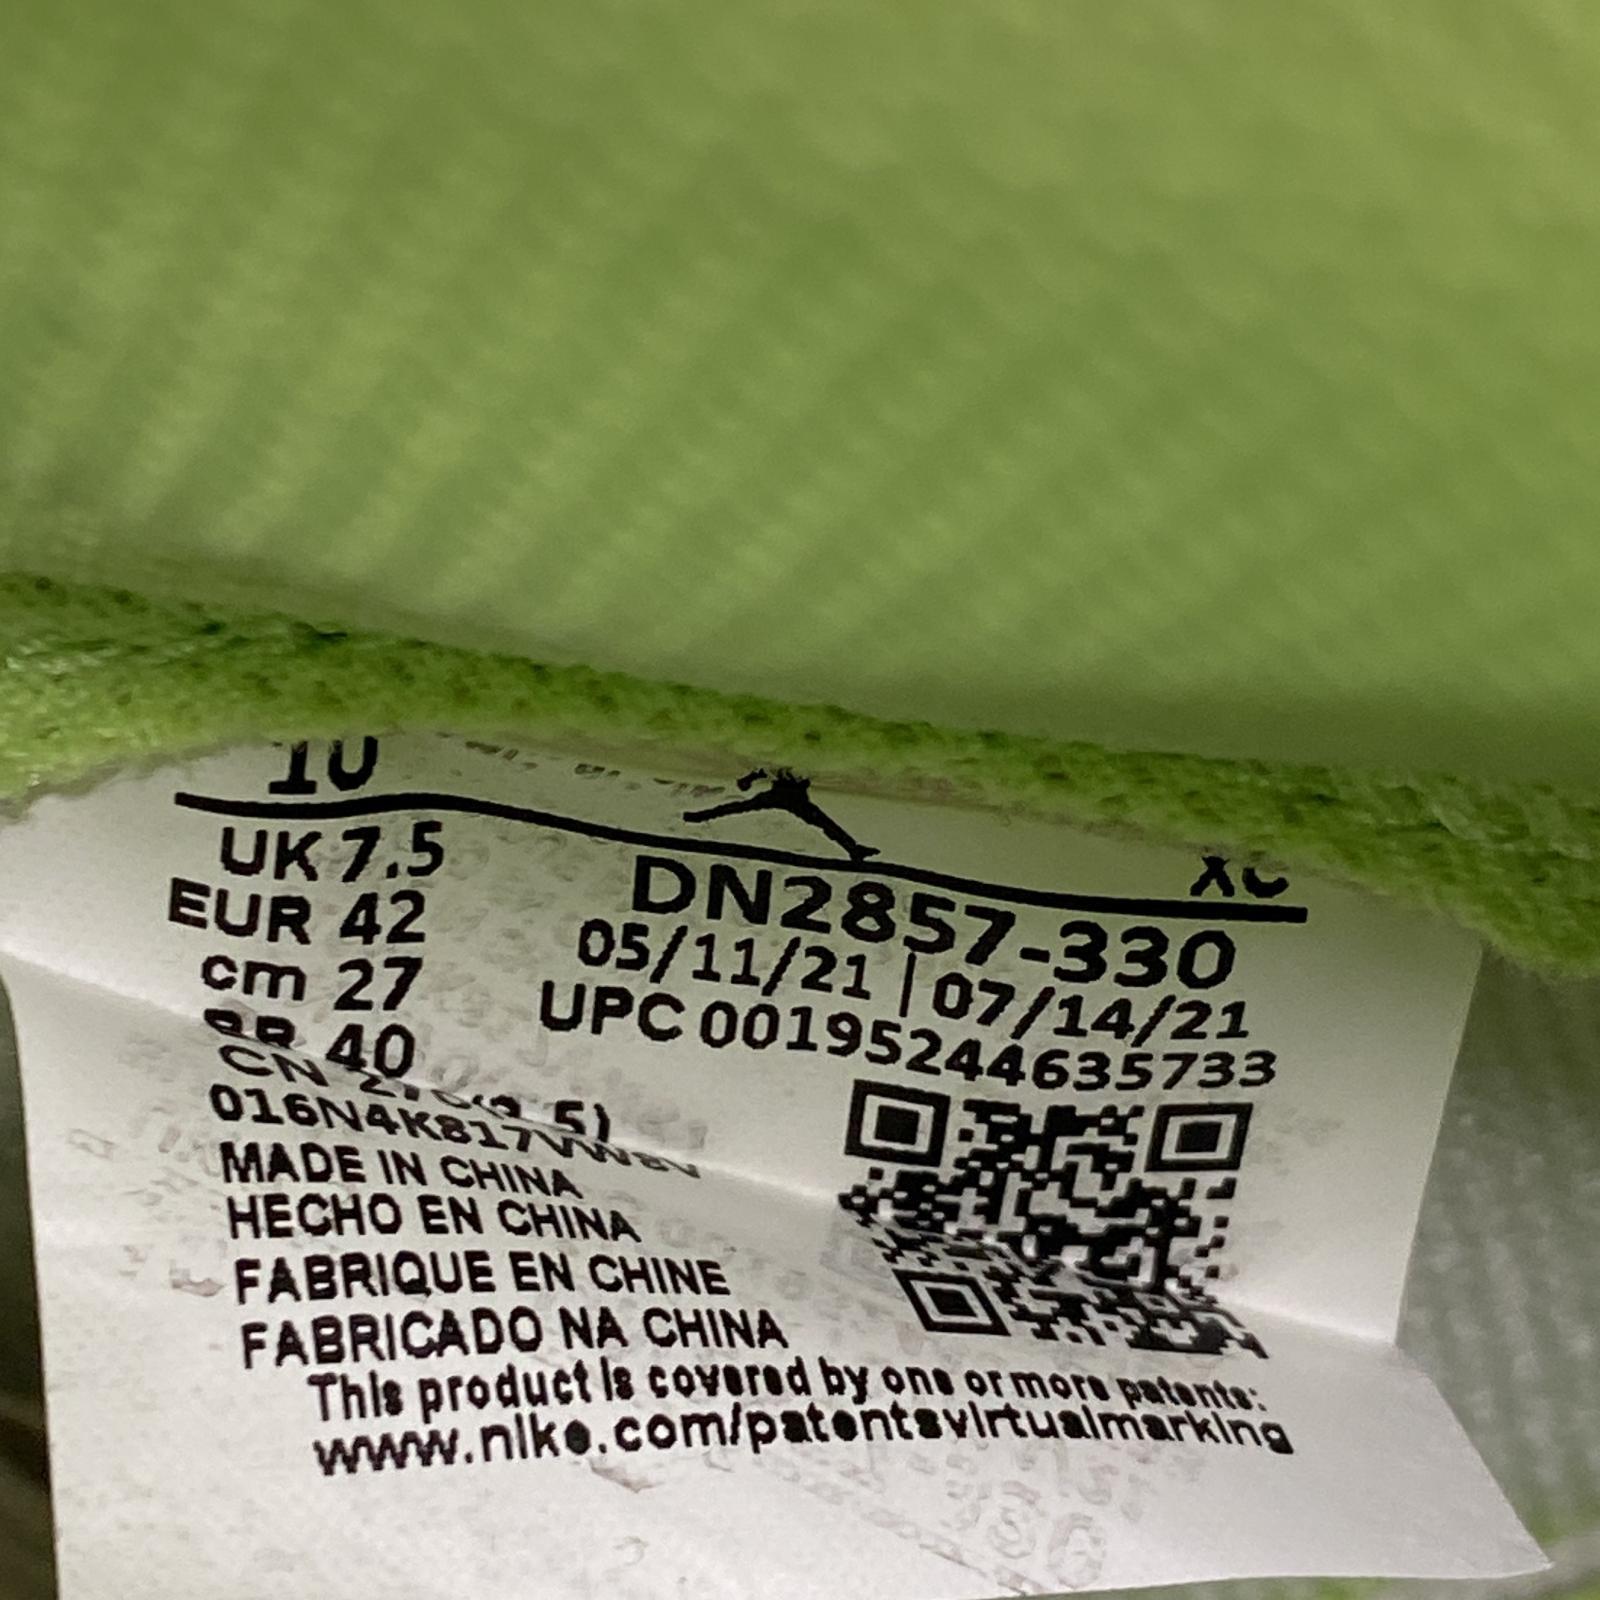 10
UK 7.5
EUR 42
cm 27
BR 40
CN
DN2857-330
05/11/21 | 07/14/21
UPC 00195244635733
MADE IN CHINA
HECHO EN CHINA
FABRIQUE EN CHINE
FABRICADO NA CHINA
This product is covered by one or more patents:
www.nike.com/patentsvirtualmarking